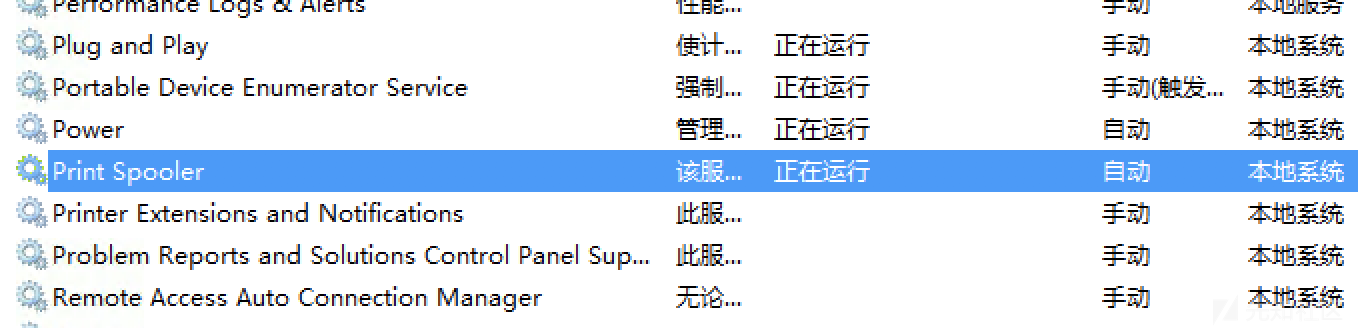 Performance Logs & Alerts 性能... 手动 本地服务
Plug and Play 使计... 正在运行 手动 本地系统
Portable Device Enumerator Service 强制... 正在运行 手动(触发... 本地系统
Power 管理... 正在运行 自动 本地系统
Print Spooler 该服... 正在运行 自动 本地系统
Printer Extensions and Notifications 此服... 手动 本地系统
Problem Reports and Solutions Control Panel Sup... 此服... 手动 本地系统
Remote Access Auto Connection Manager 无论... 手动 本地系统